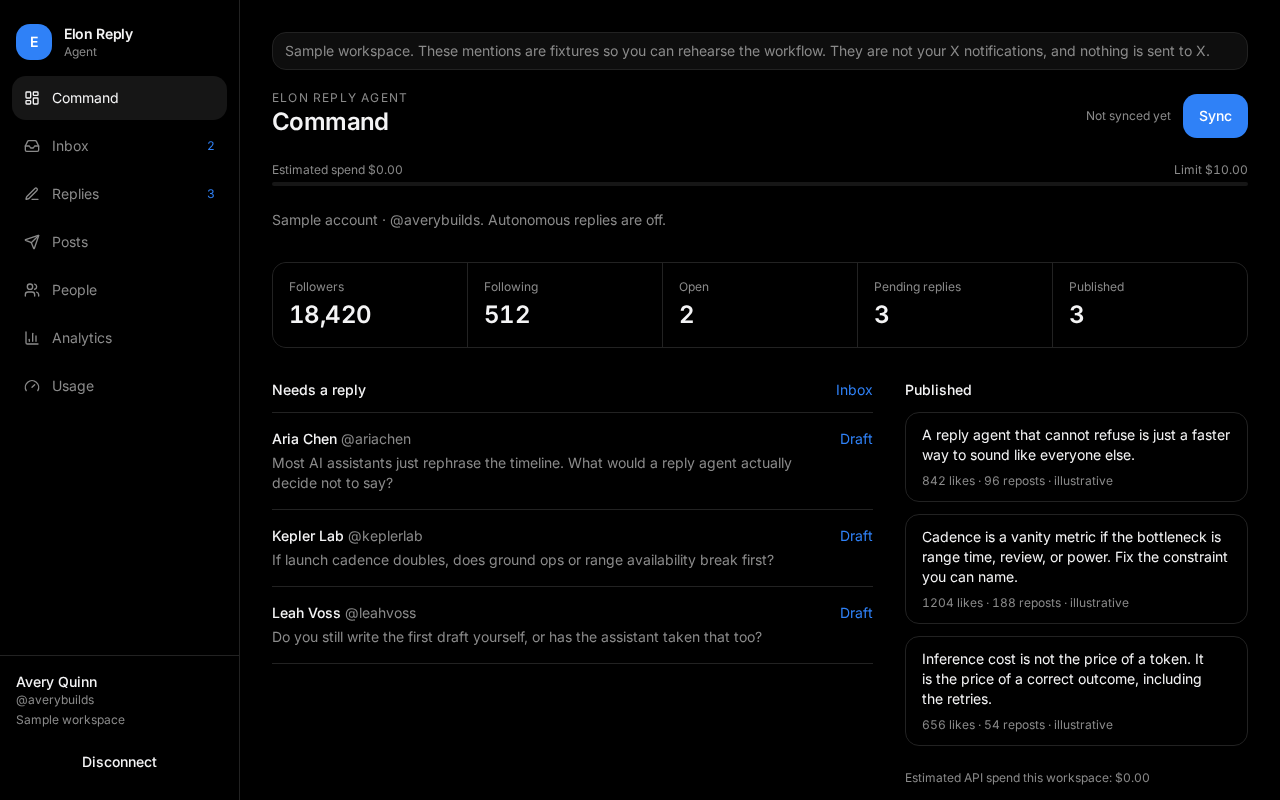 E
Elon Reply
Agent
Command
Inbox 2
Replies 3
Posts
People
Analytics
Usage
Avery Quinn
@averybuilds
Sample workspace
Disconnect
Sample workspace. These mentions are fixtures so you can rehearse the workflow. They are not your X notifications, and nothing is sent to X.
ELON REPLY AGENT
Command
Not synced yet
Sync
Estimated spend $0.00
Limit $10.00
Sample account · @averybuilds. Autonomous replies are off.
Followers
18,420
Following
512
Open
2
Pending replies
3
Published
3
Needs a reply
Inbox
Aria Chen @ariachen
Draft
Most AI assistants just rephrase the timeline. What would a reply agent actually
decide not to say?
Kepler Lab @keplerlab
Draft
If launch cadence doubles, does ground ops or range availability break first?
Leah Voss @leahvoss
Draft
Do you still write the first draft yourself, or has the assistant taken that too?
Published
A reply agent that cannot refuse is just a faster
way to sound like everyone else.
842 likes · 96 reposts · illustrative
Cadence is a vanity metric if the bottleneck is
range time, review, or power. Fix the constraint
you can name.
1204 likes · 188 reposts · illustrative
Inference cost is not the price of a token. It
is the price of a correct outcome, including
the retries.
656 likes · 54 reposts · illustrative
Estimated API spend this workspace: $0.00